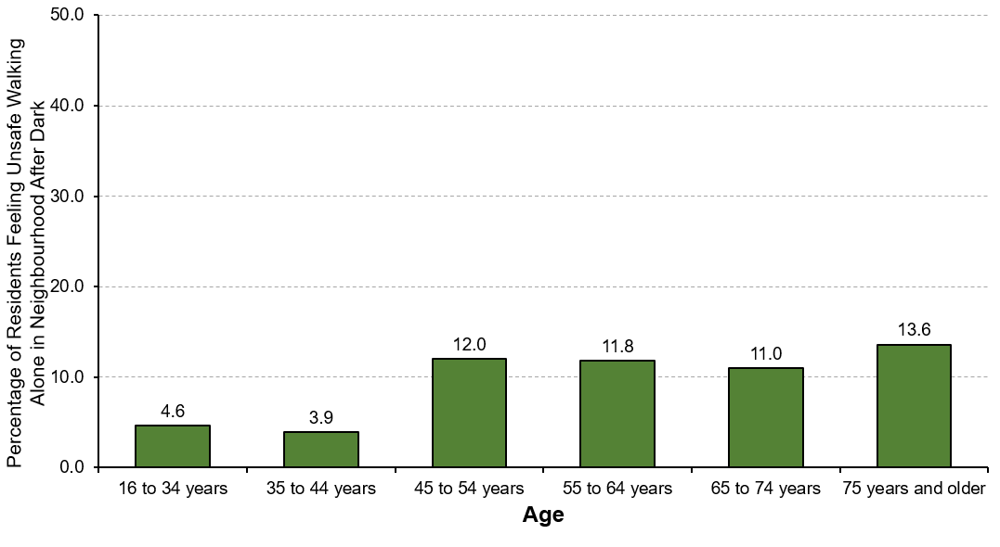 Percentage of Residents Feeling Unsafe Walking
Alone in Neighbourhood After Dark
50.0
40.0
30.0
20.0
10.0
0.0
4.6
3.9
12.0
11.8
11.0
13.6
16 to 34 years
35 to 44 years
45 to 54 years
55 to 64 years
65 to 74 years
75 years and older
Age